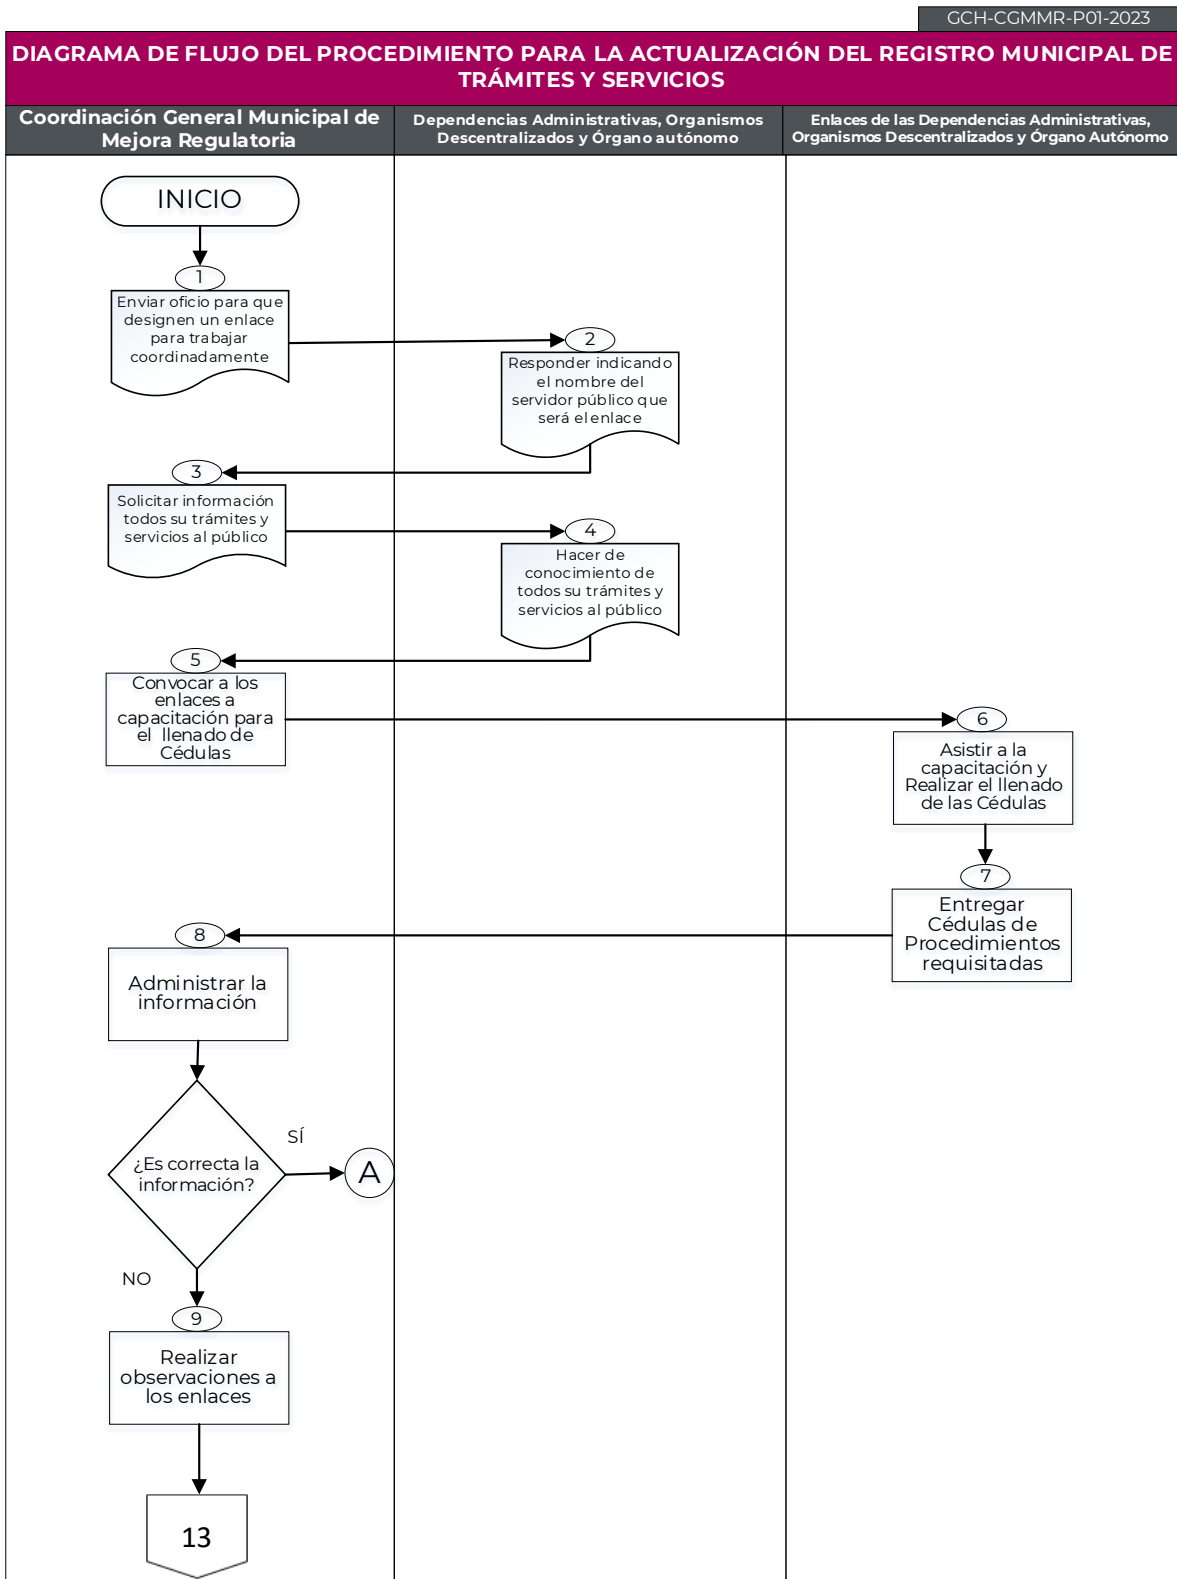 GCH-CGMMR-P01-2023
DIAGRAMA DE FLUJO DEL PROCEDIMIENTO PARA LA ACTUALIZACIÓN DEL REGISTRO MUNICIPAL DE
TRÁMITES Y SERVICIOS
Coordinación General Municipal de
Mejora Regulatoria
Dependencias Administrativas, Organismos
Descentralizados y Órgano autónomo
Enlaces de las Dependencias Administrativas,
Organismos Descentralizados y Órgano Autónomo
INICIO
1
Enviar oficio para que
designen un enlace
para trabajar
coordinadamente
2
Responder indicando
el nombre del
servidor público que
será el enlace
3
Solicitar información
todos su trámites y
servicios al público
4
Hacer de
conocimiento de
todos su trámites y
servicios al público
5
Convocar a los
enlaces a
capacitación para
el llenado de
Cédulas
6
Asistir a la
capacitación y
Realizar el llenado
de las Cédulas
7
Entregar
Cédulas de
Procedimientos
requisitadas
8
Administrar la
información
¿Es correcta la
información?
SÍ
A
NO
9
Realizar
observaciones a
los enlaces
13